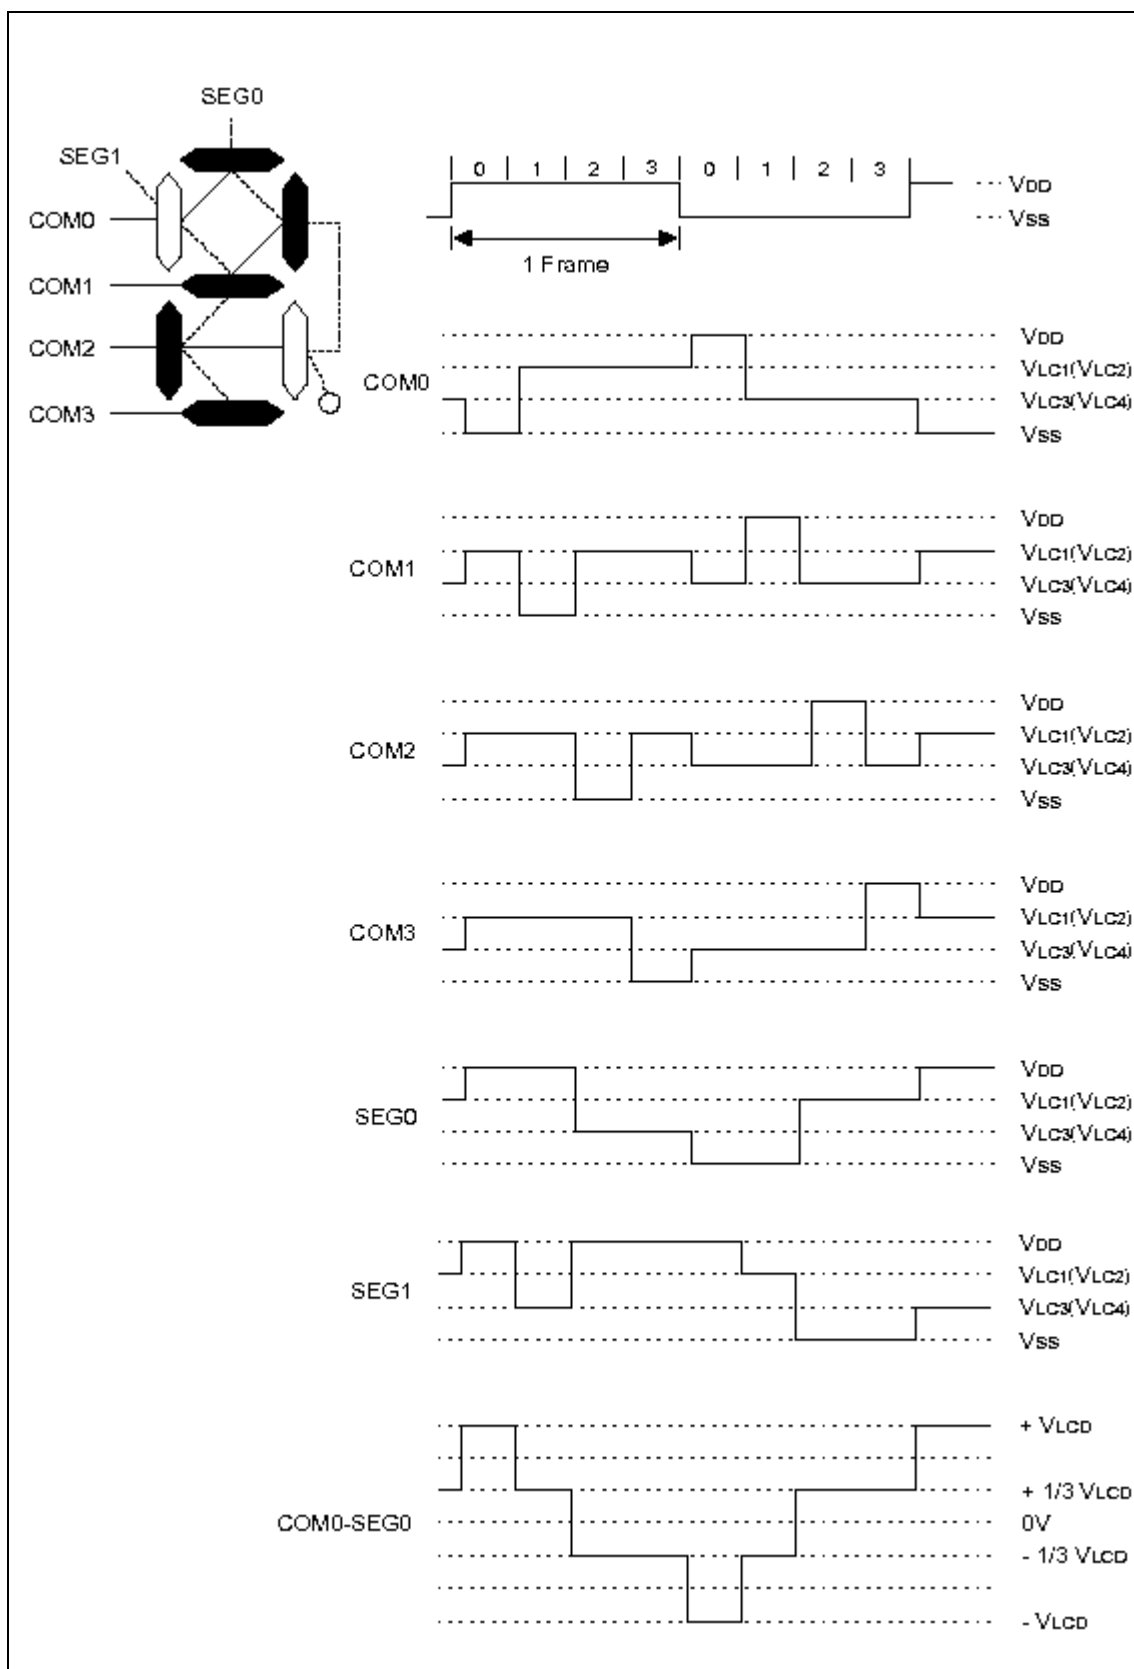 SEG0
SEG1
COM0
COM1
COM2
COM3
0 | 1 | 2 | 3 | 0 | 1 | 2 | 3
VDD
VSS
1 Frame
COM0
VDD
VLC1(VLC2)
VLC3(VLC4)
VSS
COM1
VDD
VLC1(VLC2)
VLC3(VLC4)
VSS
COM2
VDD
VLC1(VLC2)
VLC3(VLC4)
VSS
COM3
VDD
VLC1(VLC2)
VLC3(VLC4)
VSS
SEG0
VDD
VLC1(VLC2)
VLC3(VLC4)
VSS
SEG1
VDD
VLC1(VLC2)
VLC3(VLC4)
VSS
COM0-SEG0
+ VLCD
+ 1/3 VLCD
0V
- 1/3 VLCD
- VLCD